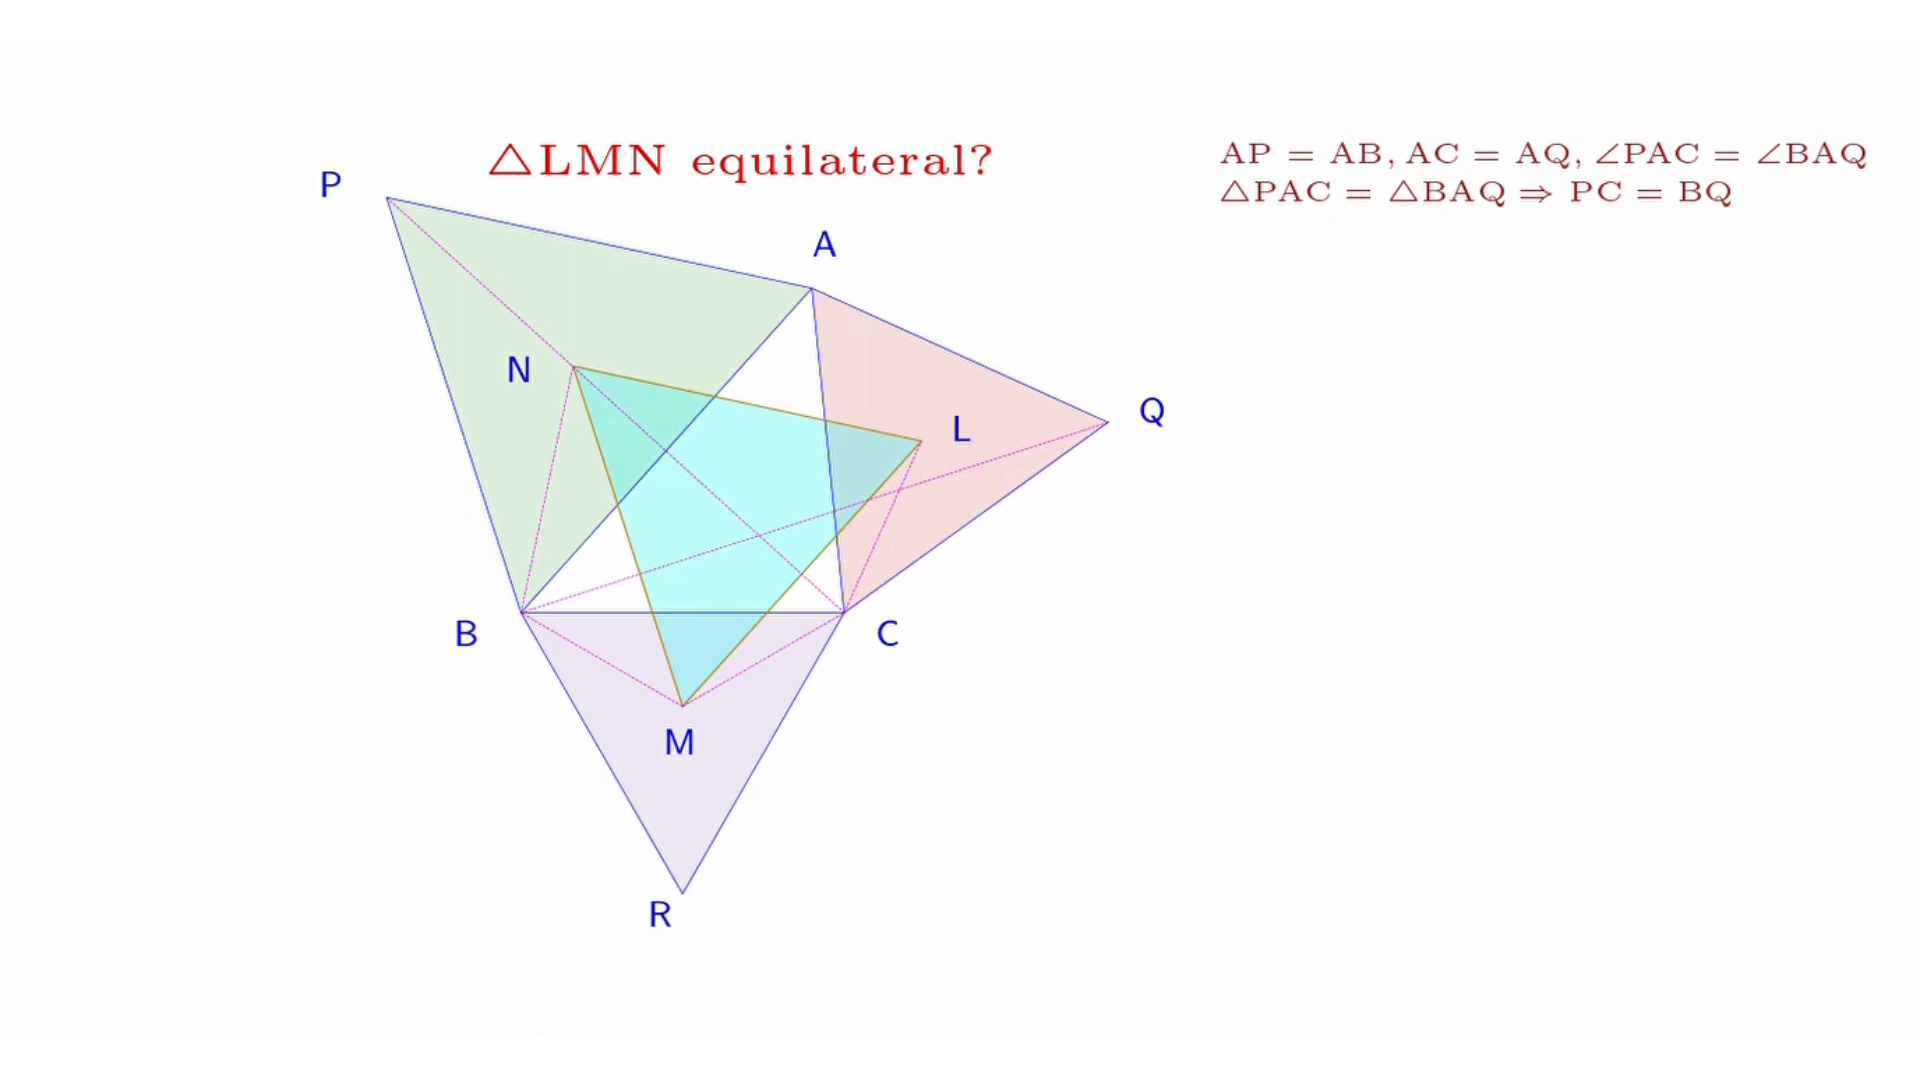 △LMN equilateral?
AP = AB, AC = AQ, ∠PAC = ∠BAQ
△PAC = △BAQ ⇒ PC = BQ
P
A
N
Q
L
B
C
M
R